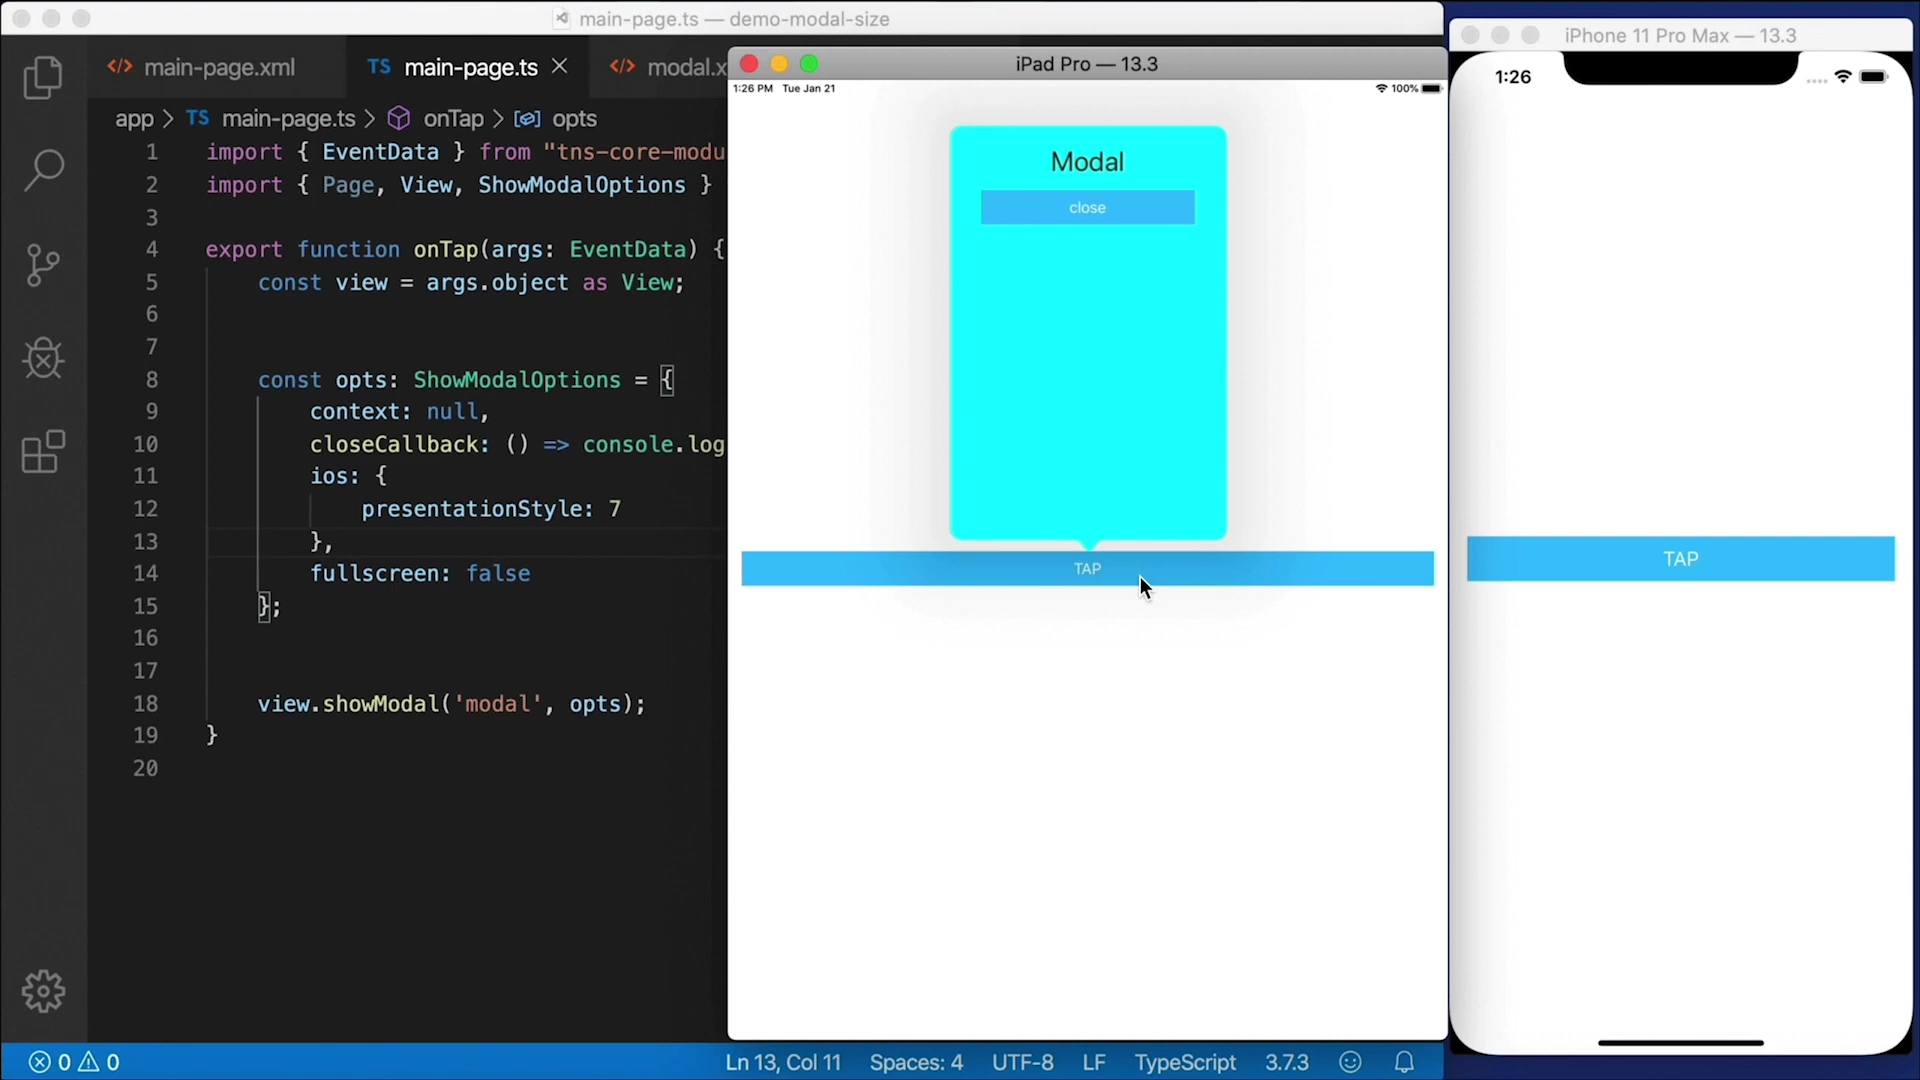 main-page.ts — demo-modal-size
main-page.xml
TS main-page.ts
modal.x
app > TS main-page.ts > onTap > opts
1 import { EventData } from "tns-core-modu
2 import { Page, View, ShowModalOptions }
3
4 export function onTap(args: EventData) {
5 const view = args.object as View;
6
7
8 const opts: ShowModalOptions = {
9 context: null,
10 closeCallback: () => console.log
11 ios: {
12 presentationStyle: 7
13 },
14 fullscreen: false
15 };
16
17
18 view.showModal('modal', opts);
19 }
20
0 0
Ln 13, Col 11 Spaces: 4 UTF-8 LF TypeScript 3.7.3
iPad Pro — 13.3
1:26 PM Tue Jan 21
100%
Modal
close
TAP
iPhone 11 Pro Max — 13.3
1:26
TAP